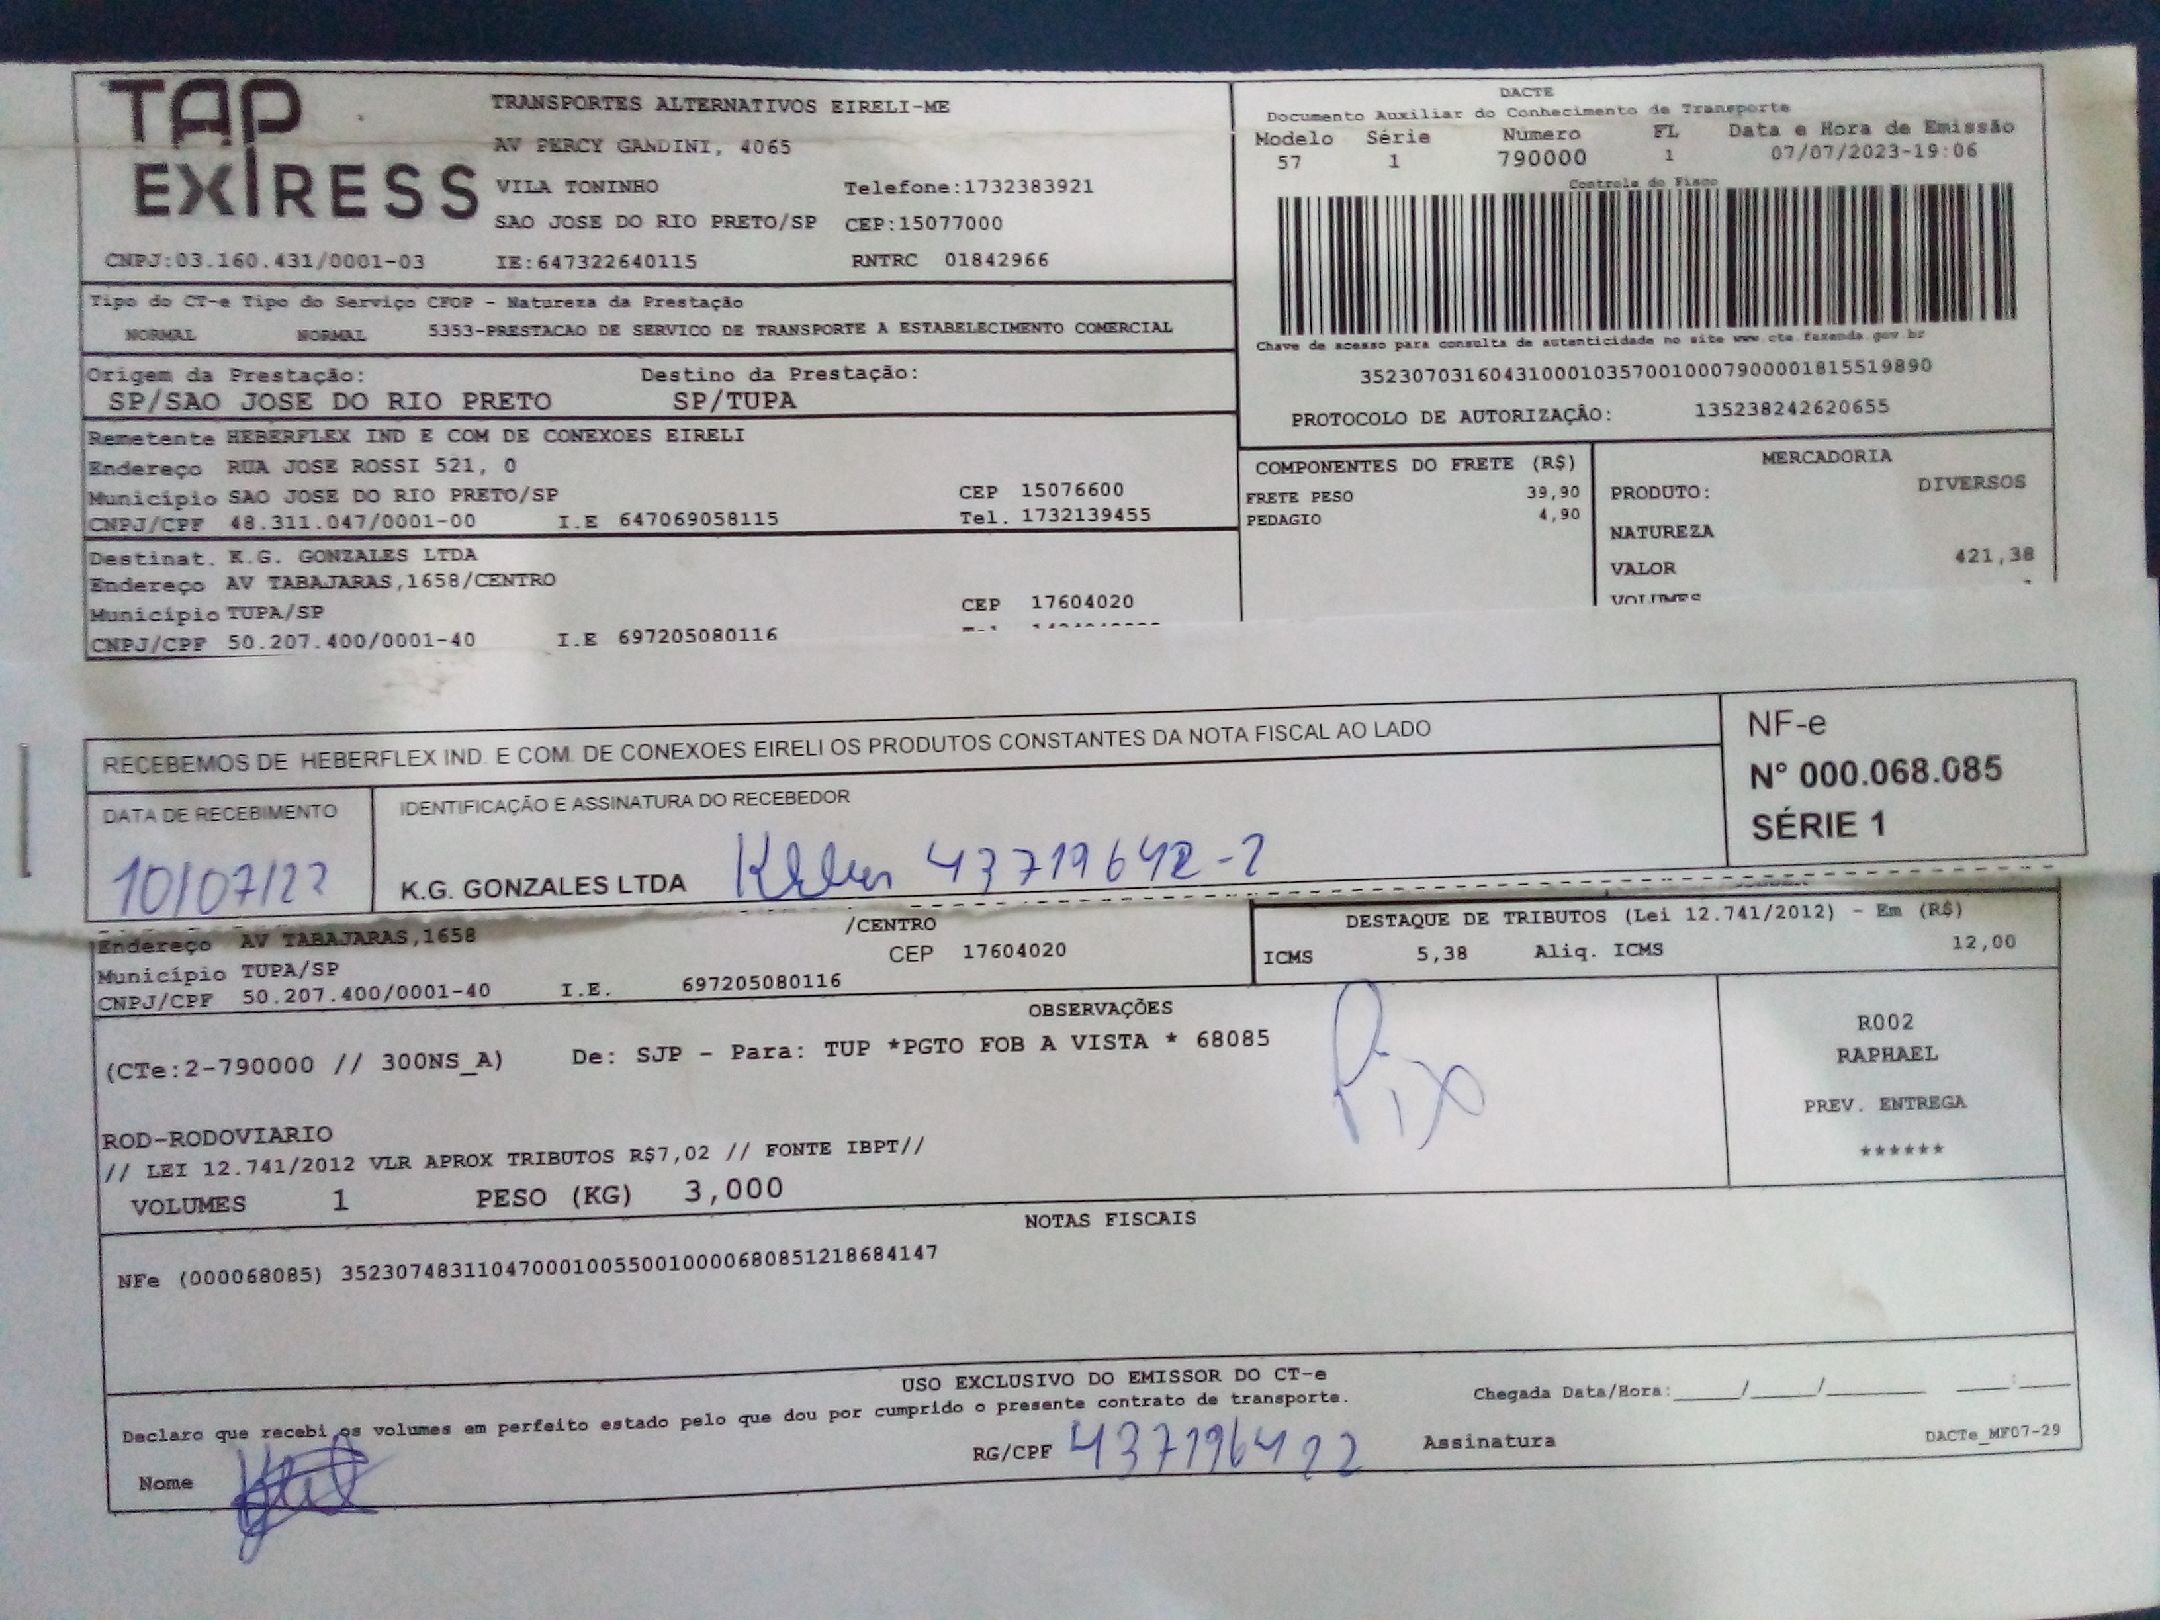 TAP EXPRESS
TRANSPORTES ALTERNATIVOS EIRELI-ME
AV PERCY GANDINI, 4065
VILA TONINHO Telefone:1732383921
SAO JOSE DO RIO PRETO/SP CEP:15077000
CNPJ:03.160.431/0001-03 IE:647322640115 RNTRC 01842966
DACTE
Documento Auxiliar do Conhecimento de Transporte
Modelo Série Numero FL Data e Hora de Emissão
57 1 790000 1 07/07/2023-19:06
Controle do Fisco
Chave de acesso para consulta de autenticidade no site www.cte.fazenda.gov.br
35230703160431000103570010007900001815519890
PROTOCOLO DE AUTORIZAÇÃO: 135238242620655
Tipo do CT-e Tipo do Serviço CFOP - Natureza da Prestação
NORMAL NORMAL 5353-PRESTACAO DE SERVICO DE TRANSPORTE A ESTABELECIMENTO COMERCIAL
Origem da Prestação: Destino da Prestação:
SP/SAO JOSE DO RIO PRETO SP/TUPA
Remetente HEBERFLEX IND E COM DE CONEXOES EIRELI
Endereço RUA JOSE ROSSI 521, 0
Município SAO JOSE DO RIO PRETO/SP CEP 15076600
CNPJ/CPF 48.311.047/0001-00 I.E 647069058115 Tel. 1732139455
Destinat. K.G. GONZALES LTDA
Endereço AV TABAJARAS,1658/CENTRO
Município TUPA/SP CEP 17604020
CNPJ/CPF 50.207.400/0001-40 I.E 697205080116
COMPONENTES DO FRETE (R$)
FRETE PESO 39,90
PEDAGIO 4,90
MERCADORIA
PRODUTO: DIVERSOS
NATUREZA
VALOR 421,38
VOLUMES
RECEBEMOS DE HEBERFLEX IND. E COM. DE CONEXOES EIRELI OS PRODUTOS CONSTANTES DA NOTA FISCAL AO LADO
NF-e
N° 000.068.085
SÉRIE 1
DATA DE RECEBIMENTO IDENTIFICAÇÃO E ASSINATURA DO RECEBEDOR
10/07/23 K.G. GONZALES LTDA 43719642-2
Endereço AV TABAJARAS,1658 /CENTRO
Município TUPA/SP CEP 17604020
CNPJ/CPF 50.207.400/0001-40 I.E. 697205080116
DESTAQUE DE TRIBUTOS (Lei 12.741/2012) - Em (R$)
ICMS 5,38 Aliq. ICMS 12,00
OBSERVAÇÕES
(CTe:2-790000 // 300NS_A) De: SJP - Para: TUP *PGTO FOB A VISTA * 68085
Pix
ROD-RODOVIARIO
// LEI 12.741/2012 VLR APROX TRIBUTOS R$7,02 // FONTE IBPT//
VOLUMES 1 PESO (KG) 3,000
R002
RAPHAEL
PREV. ENTREGA
******
NOTAS FISCAIS
NFe (000068085) 35230748311047000100550010000680851218684147
USO EXCLUSIVO DO EMISSOR DO CT-e
Declaro que recebi os volumes em perfeito estado pelo que dou por cumprido o presente contrato de transporte.
Chegada Data/Hora:_____/_____/_______ ____:____
Nome RG/CPF 437196422 Assinatura
DACTe_MF07-29